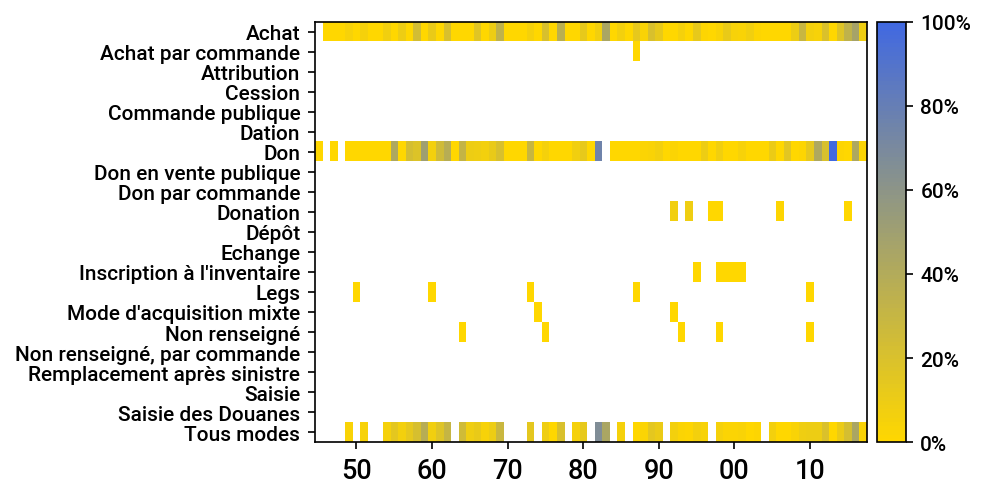 Achat
Achat par commande
Attribution
Cession
Commande publique
Dation
Don
Don en vente publique
Don par commande
Donation
Dépôt
Echange
Inscription à l'inventaire
Legs
Mode d'acquisition mixte
Non renseigné
Non renseigné, par commande
Remplacement après sinistre
Saisie
Saisie des Douanes
Tous modes
50 60 70 80 90 00 10
100%
80%
60%
40%
20%
0%